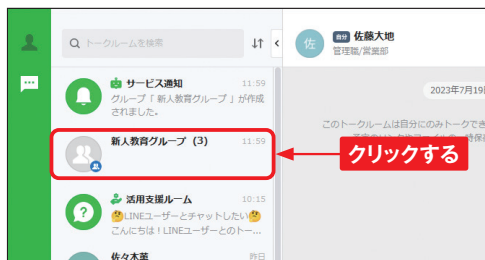 トークルームを検索
サービス通知 11:59
グループ「 新人教育グループ 」が作成
されました。
新人教育グループ (3) 11:59
活用支援ルーム 10:15
LINEユーザーとチャットしたい
こんにちは ! LINEユーザーとのトー...
佐々木薫 昨日
佐
自分 佐藤大地
管理職/営業部
2023年7月19
このトークルームは自分にのみトークでき
クリックする